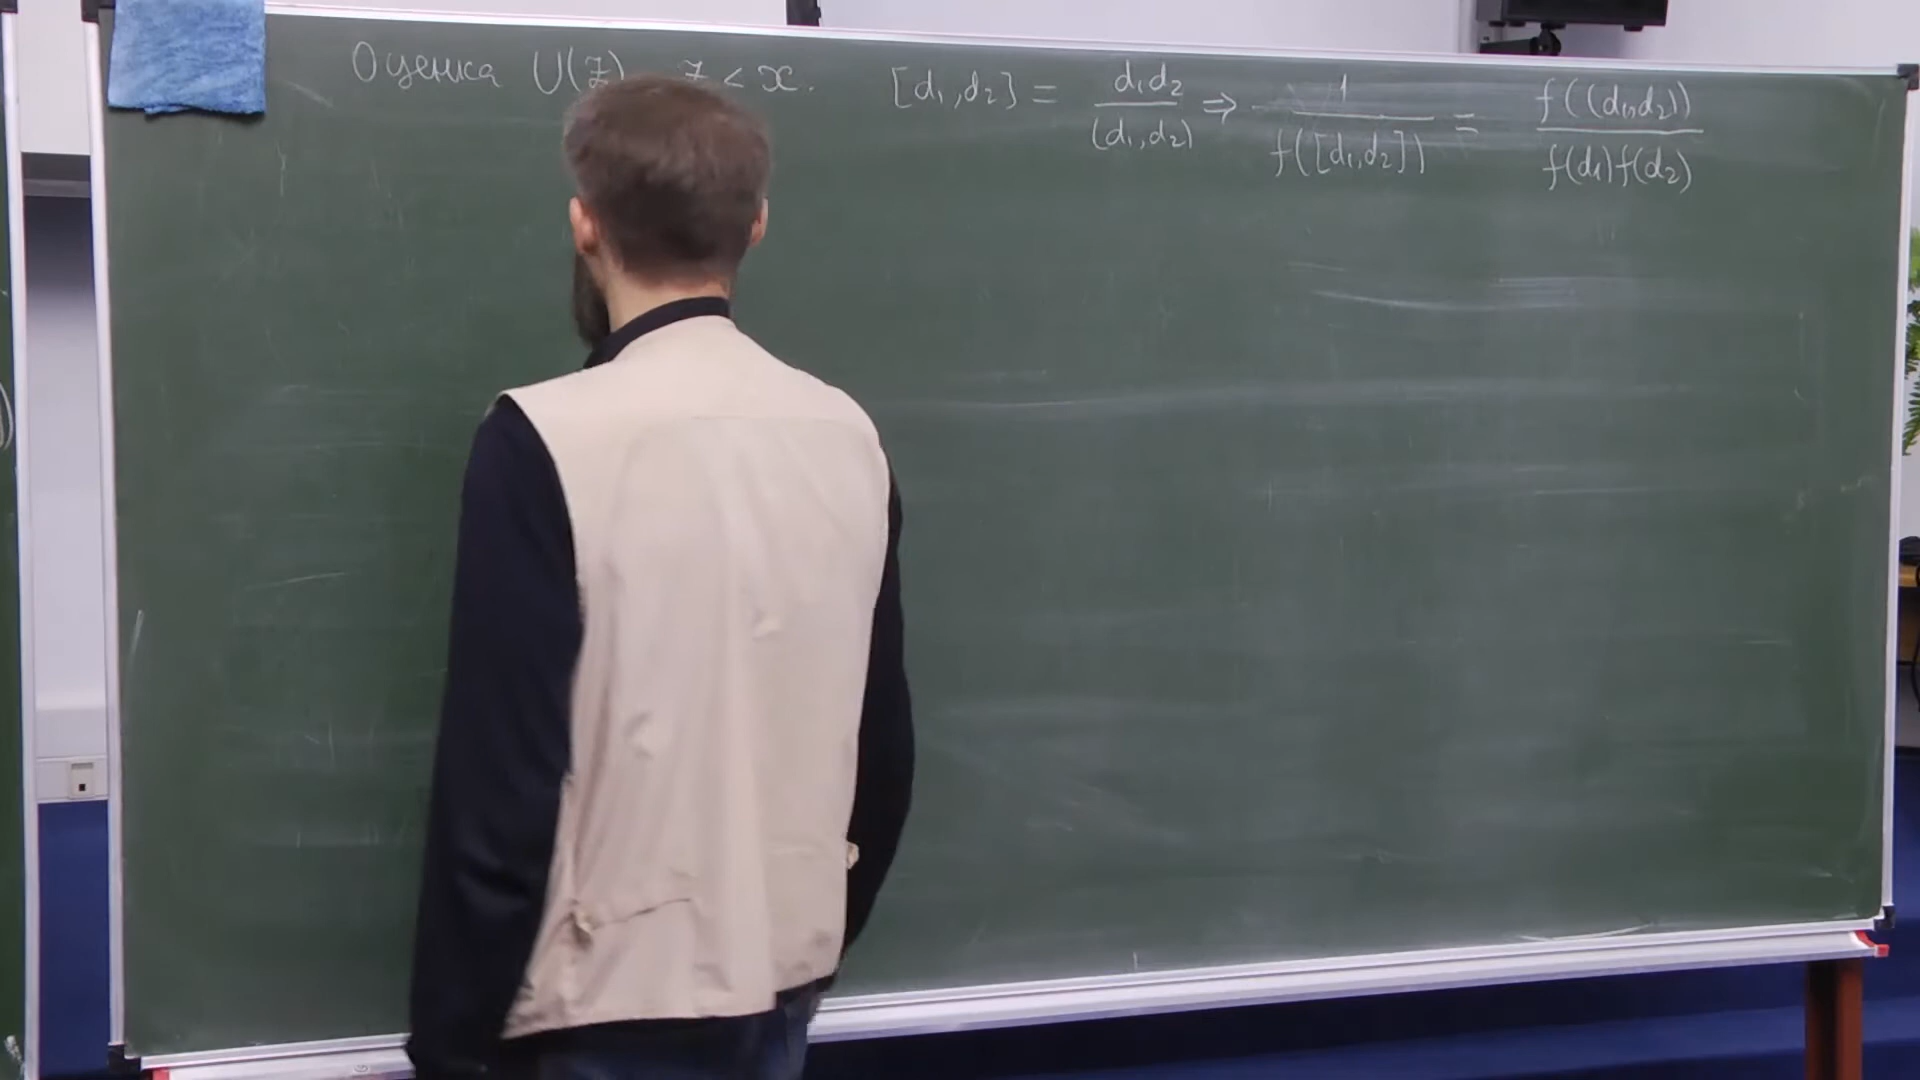 Оценка U(z) z < x. [d₁,d₂] = d₁d₂/(d₁,d₂) ⇒ 1/f([d₁,d₂]) = f((d₁,d₂))/f(d₁)f(d₂)